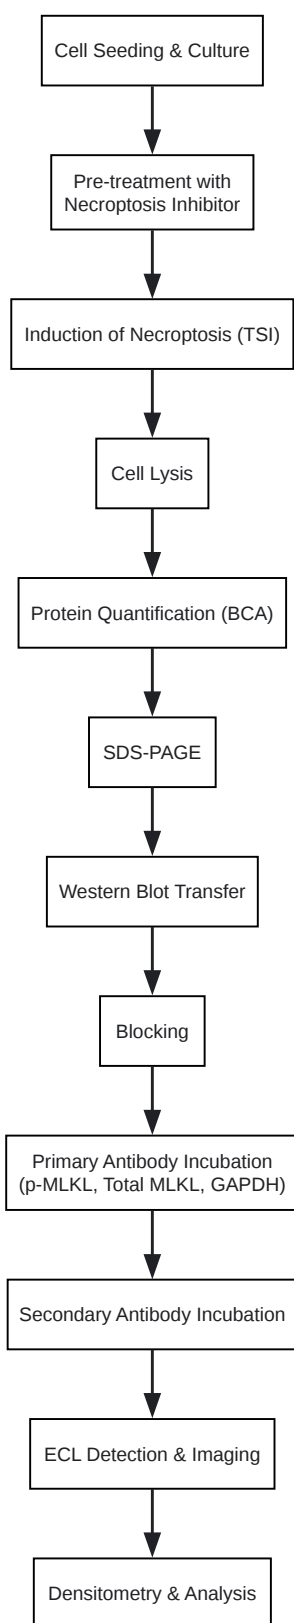 Cell Seeding & Culture
Pre-treatment with
Necroptosis Inhibitor
Induction of Necroptosis (TSI)
Cell Lysis
Protein Quantification (BCA)
SDS-PAGE
Western Blot Transfer
Blocking
Primary Antibody Incubation
(p-MLKL, Total MLKL, GAPDH)
Secondary Antibody Incubation
ECL Detection & Imaging
Densitometry & Analysis